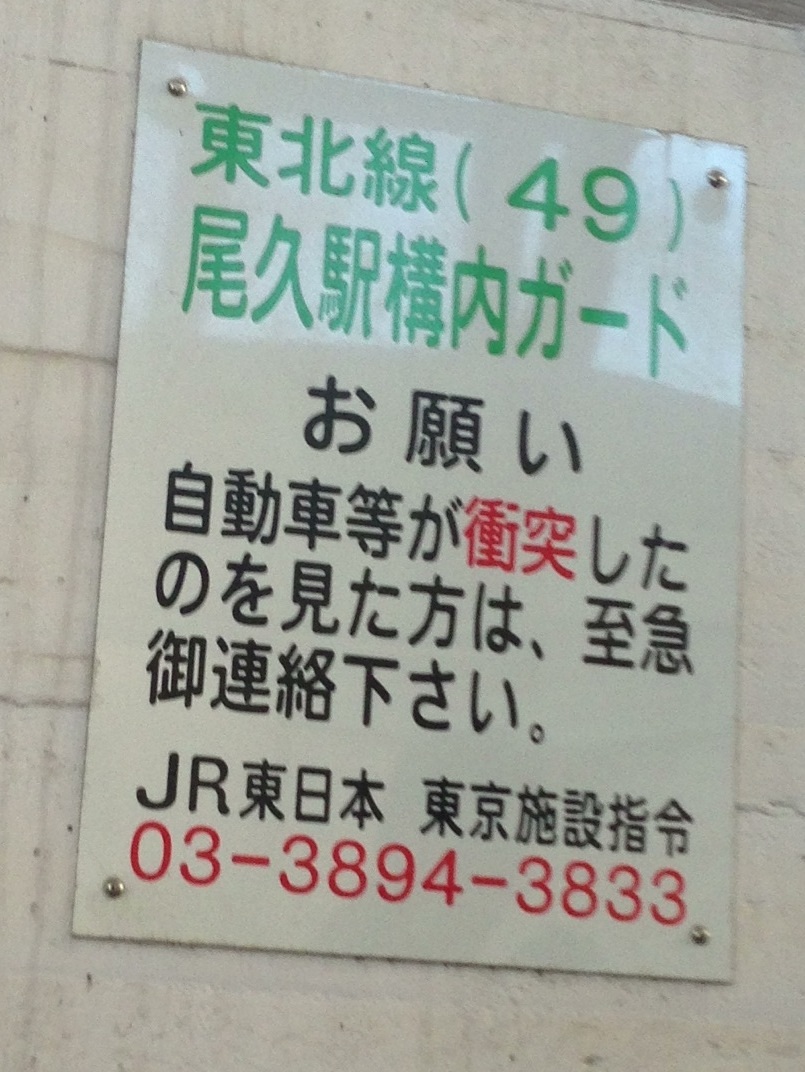 東北線(49)
尾久駅構内ガード
お願い
自動車等が衝突した
のを見た方は、至急
御連絡下さい。
JR東日本 東京施設指令
03-3894-3833